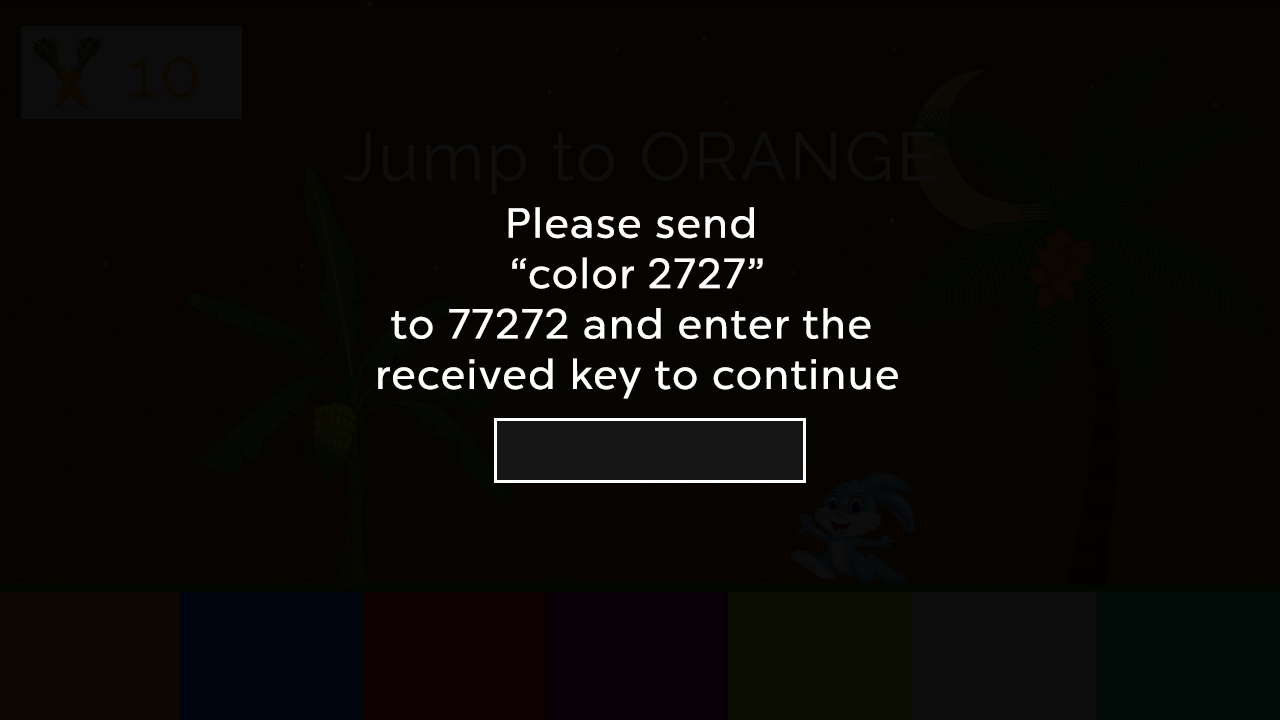 10
Jump to ORANGE
Please send
“color 2727”
to 77272 and enter the
received key to continue